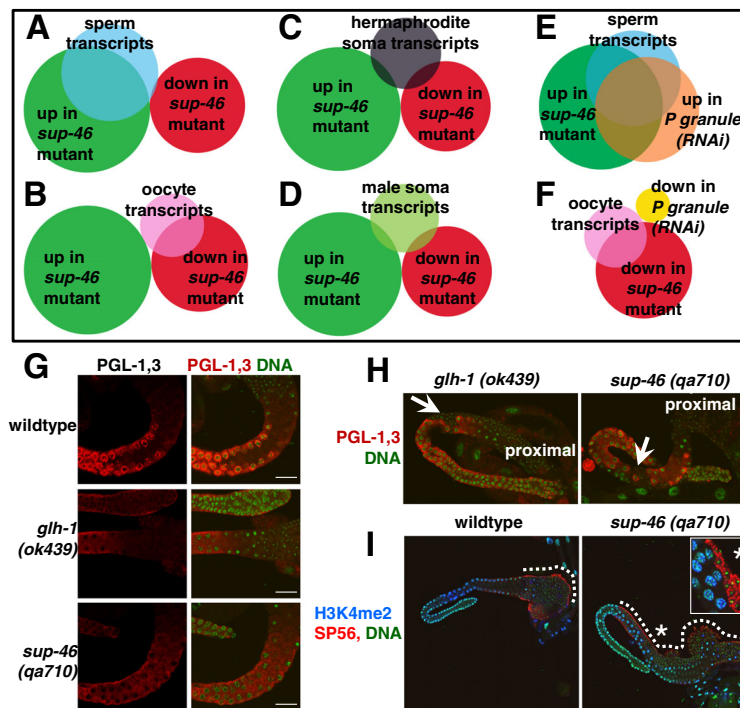 A
sperm
transcripts
up in
sup-46
mutant
down in
sup-46
mutant
B
oocyte
transcripts
up in
sup-46
mutant
down in
sup-46
mutant
C
hermaphrodite
soma transcripts
up in
sup-46
mutant
down in
sup-46
mutant
D
male soma
transcripts
up in
sup-46
mutant
down in
sup-46
mutant
E
sperm
transcripts
up in
sup-46
mutant
up in
P granule
(RNAi)
F
oocyte
transcripts
down in
P granule
(RNAi)
down in
sup-46
mutant
G
PGL-1,3
PGL-1,3 DNA
wildtype
glh-1
(ok439)
sup-46
(qa710)
H
glh-1 (ok439)
sup-46 (qa710)
PGL-1,3
DNA
proximal
proximal
I
wildtype
sup-46 (qa710)
H3K4me2
SP56, DNA
*
*